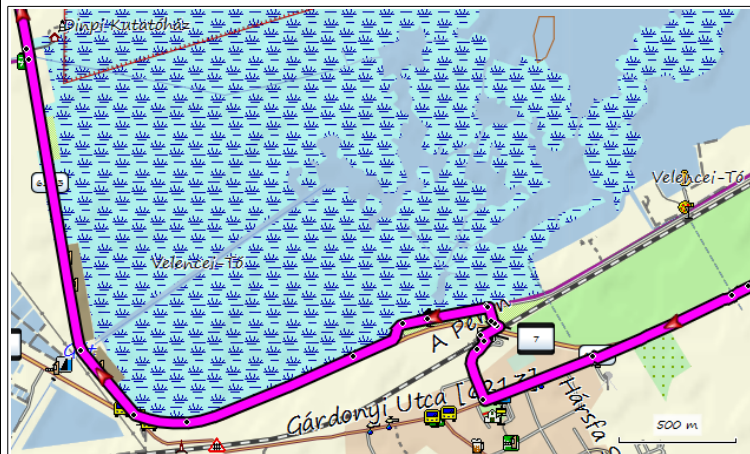 Dinpi-Kutatóház
Velencei-Tó
Velencei-Tó
A Pe
7
Gárdonyi Utca [
Hársfa
500 m